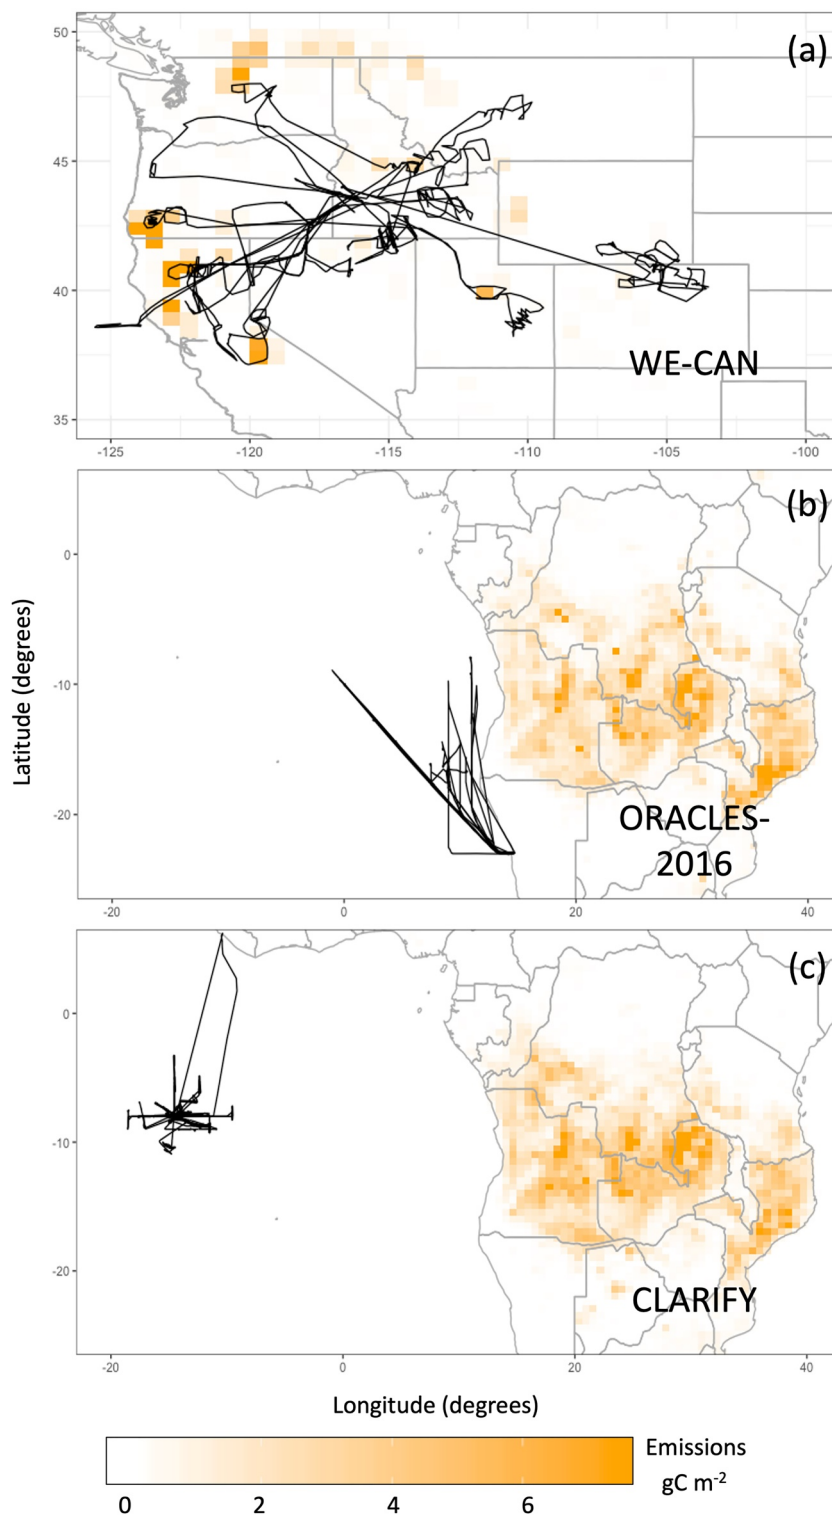 (a)
50
45
40
35
WE-CAN
-125
-120
-115
-110
-105
-100
(b)
0
-10
-20
ORACLES-
2016
-20
0
20
40
Latitude (degrees)
(c)
0
-10
-20
CLARIFY
-20
0
20
40
Longitude (degrees)
Emissions
gC m⁻²
0
2
4
6